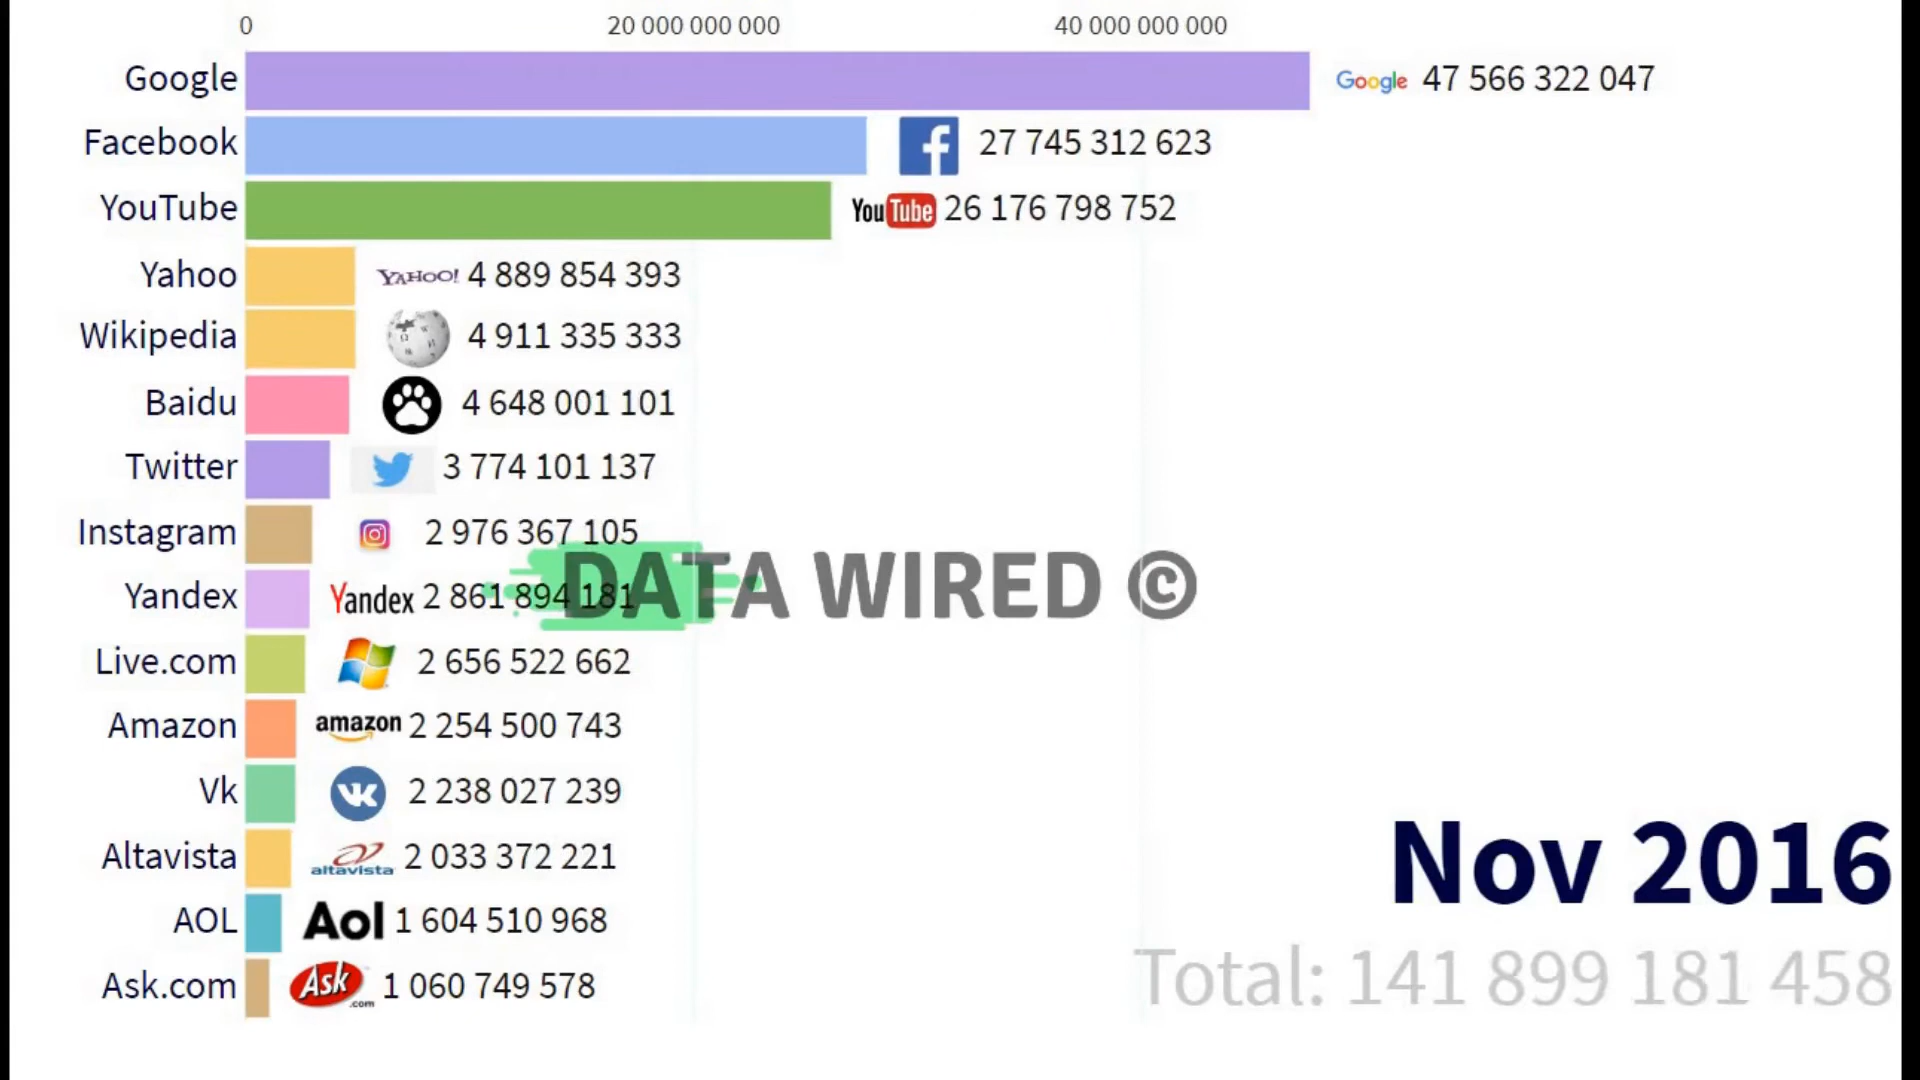 0 20 000 000 000 40 000 000 000
Google Google 47 566 322 047
Facebook f 27 745 312 623
YouTube YouTube 26 176 798 752
Yahoo YAHOO! 4 889 854 393
Wikipedia 4 911 335 333
Baidu 4 648 001 101
Twitter 3 774 101 137
Instagram 2 976 367 105
Yandex Yandex 2 861 894 181
DATA WIRED ©
Live.com 2 656 522 662
Amazon amazon 2 254 500 743
Vk VK 2 238 027 239
Altavista altavista 2 033 372 221
AOL Aol 1 604 510 968
Ask.com Ask .com 1 060 749 578
Nov 2016
Total: 141 899 181 458